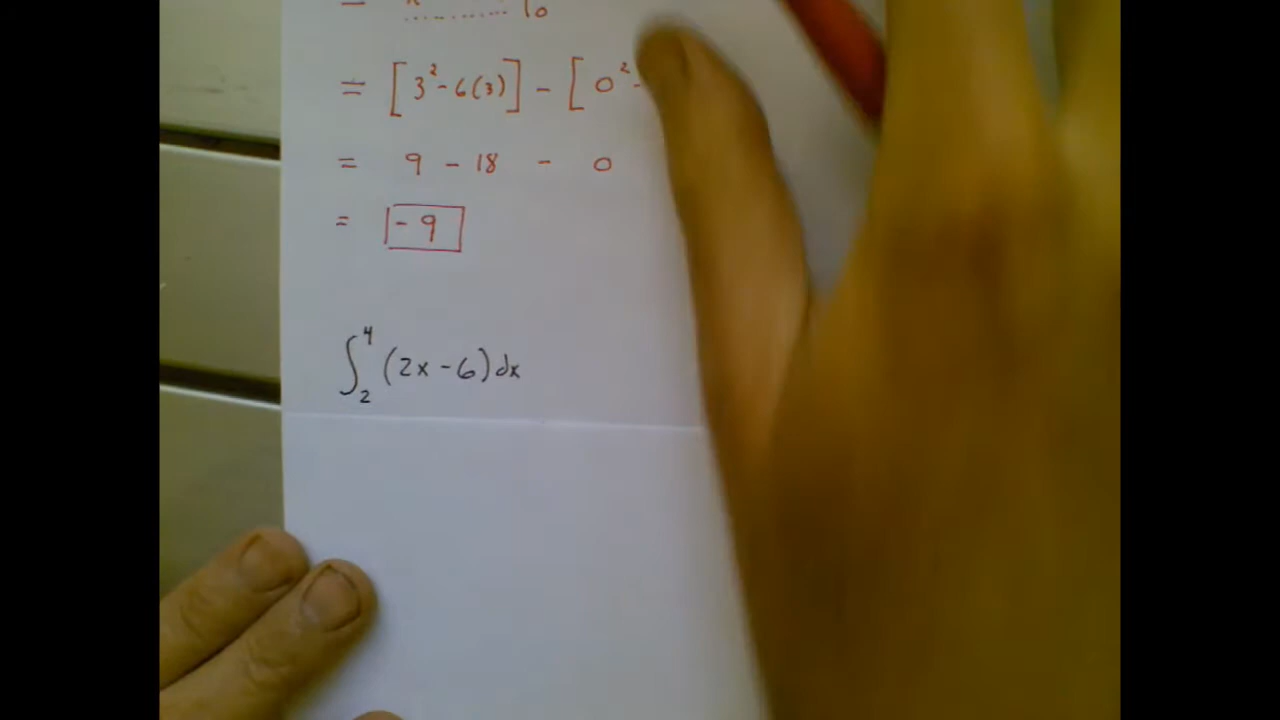 = [3² - 6(3)] - [0² -
= 9 - 18 - 0
= -9
∫₂⁴ (2x - 6) dx